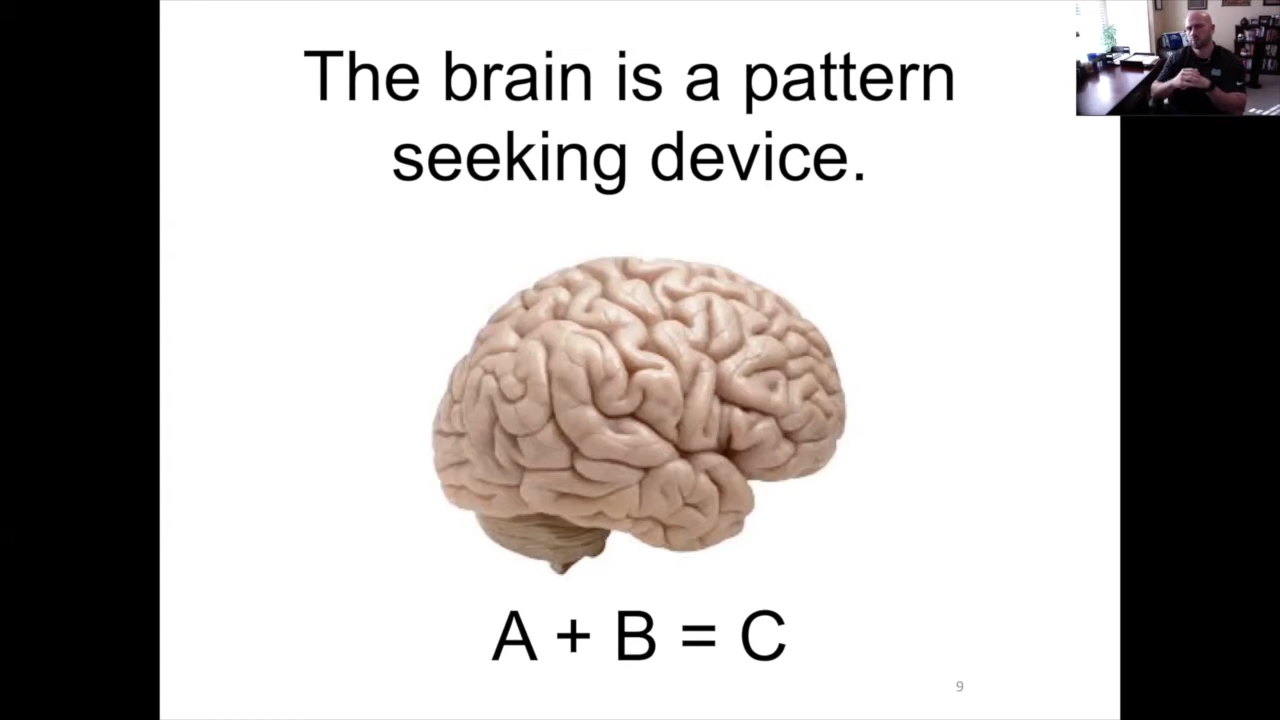 The brain is a pattern
seeking device.
A + B = C
9